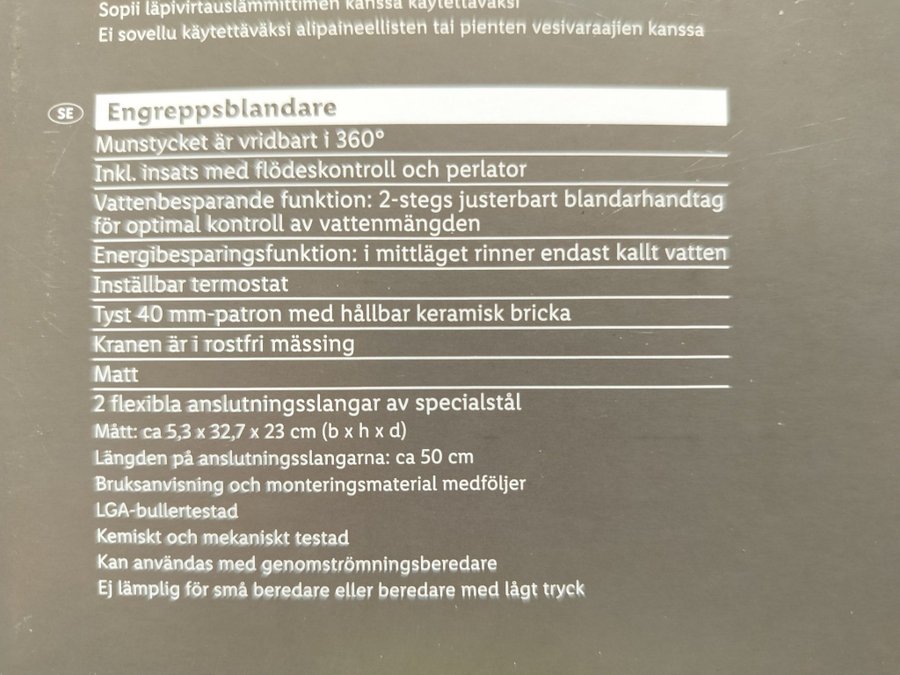 Sopii läpivirtauslämmittimen kanssa käytettäväksi
Ei sovellu käytettäväksi alipaineellisten tai pienten vesivaraajien kanssa
SE
Engreppsblandare
Munstycket är vridbart i 360°
Inkl. insats med flödeskontroll och perlator
Vattenbesparande funktion: 2-stegs justerbart blandarhandtag
för optimal kontroll av vattenmängden
Energibesparingsfunktion: i mittläget rinner endast kallt vatten
Inställbar termostat
Tyst 40 mm-patron med hållbar keramisk bricka
Kranen är i rostfri mässing
Matt
2 flexibla anslutningsslangar av specialstål
Mått: ca 5,3 x 32,7 x 23 cm (b x h x d)
Längden på anslutningsslangarna: ca 50 cm
Bruksanvisning och monteringsmaterial medföljer
LGA-bullertestad
Kemiskt och mekaniskt testad
Kan användas med genomströmningsberedare
Ej lämplig för små beredare eller beredare med lågt tryck